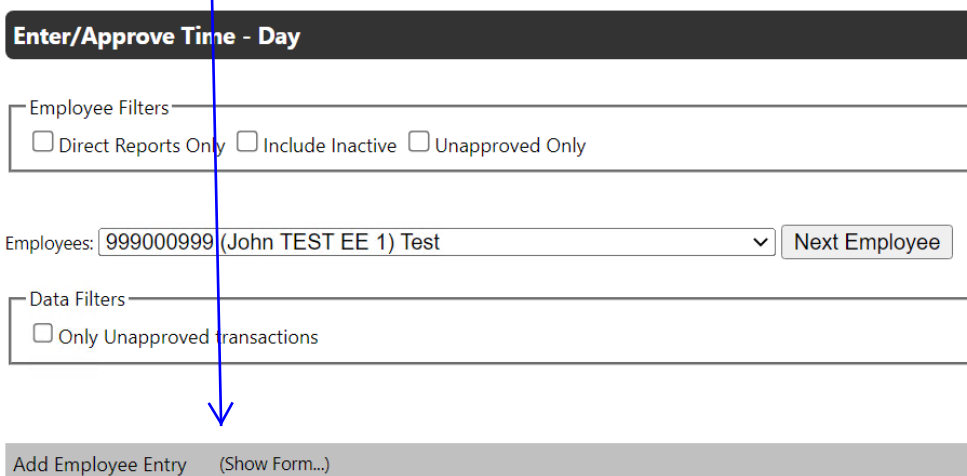 Enter/Approve Time - Day
Employee Filters
Direct Reports Only Include Inactive Unapproved Only
Employees: 999000999 (John TEST EE 1) Test Next Employee
Data Filters
Only Unapproved transactions
Add Employee Entry (Show Form...)